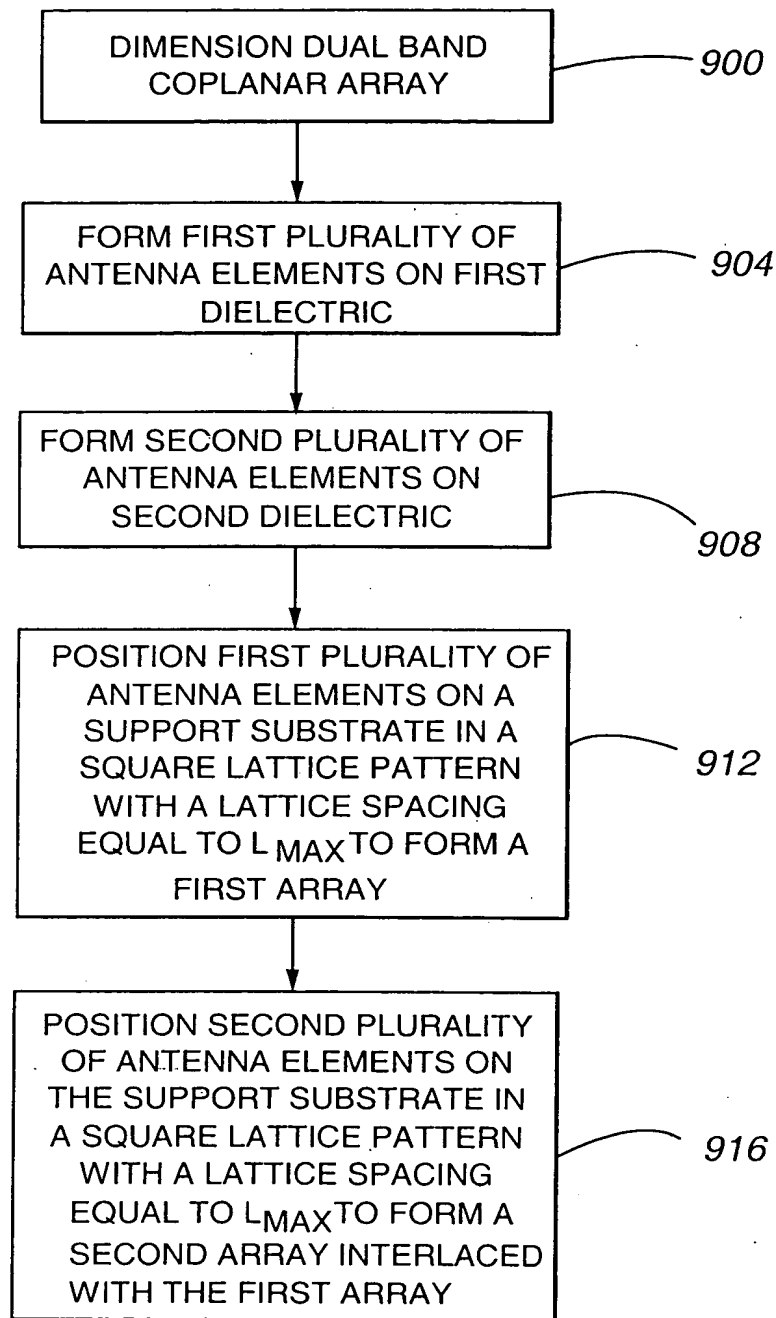 DIMENSION DUAL BAND
COPLANAR ARRAY
900
FORM FIRST PLURALITY OF
ANTENNA ELEMENTS ON FIRST
DIELECTRIC
904
FORM SECOND PLURALITY OF
ANTENNA ELEMENTS ON
SECOND DIELECTRIC
908
POSITION FIRST PLURALITY OF
ANTENNA ELEMENTS ON A
SUPPORT SUBSTRATE IN A
SQUARE LATTICE PATTERN
WITH A LATTICE SPACING
EQUAL TO LMAX TO FORM A
FIRST ARRAY
912
POSITION SECOND PLURALITY
OF ANTENNA ELEMENTS ON
THE SUPPORT SUBSTRATE IN
A SQUARE LATTICE PATTERN
WITH A LATTICE SPACING
EQUAL TO LMAX TO FORM A
SECOND ARRAY INTERLACED
WITH THE FIRST ARRAY
916